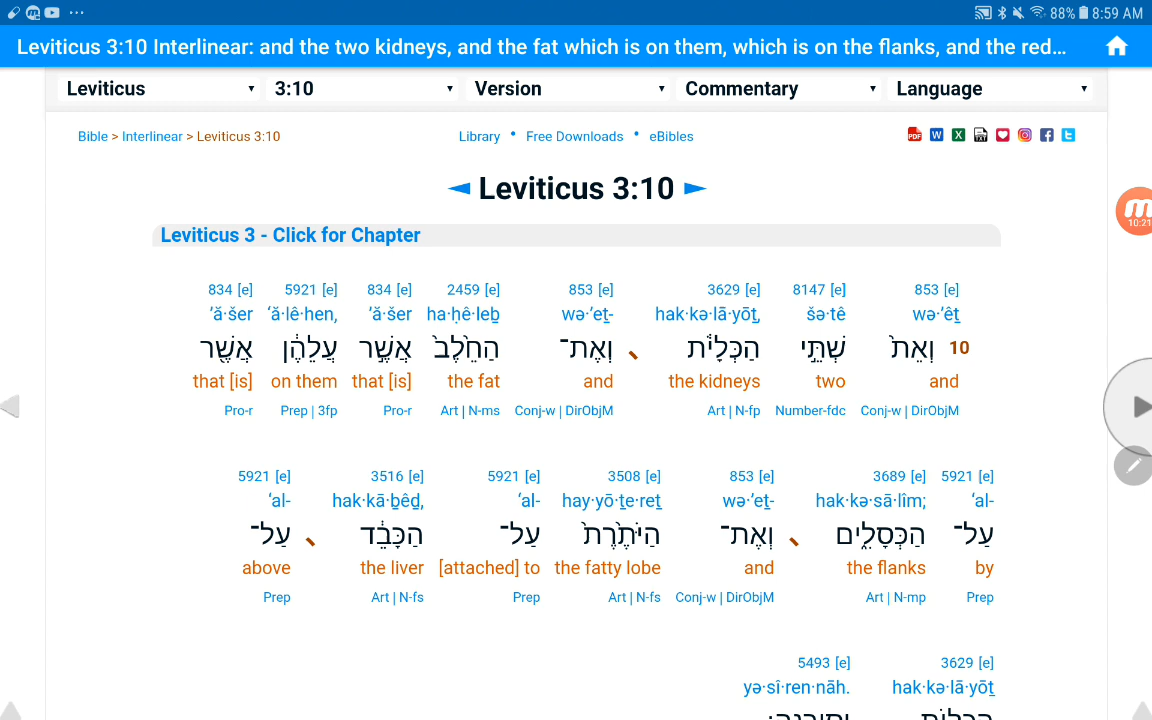 88% 8:59 AM
Leviticus 3:10 Interlinear: and the two kidneys, and the fat which is on them, which is on the flanks, and the red...
Leviticus 3:10 Version Commentary Language
Bible > Interlinear > Leviticus 3:10 Library • Free Downloads • eBibles
◄ Leviticus 3:10 ►
10:21
Leviticus 3 - Click for Chapter
834 [e] 5921 [e] 834 [e] 2459 [e] 853 [e] 3629 [e] 8147 [e] 853 [e]
’ă·šer ‘ă·lê·hen, ’ă·šer ha·ḥê·leḇ wə·’eṯ- hak·kə·lā·yōṯ, šə·tê wə·’êṯ
10 וְאֵת֙ שְׁתֵּ֣י הַכְּלָיֹ֔ת 、 וְאֶת־ הַחֵ֙לֶב֙ אֲשֶׁ֣ר עֲלֵהֶ֔ן אֲשֶׁ֖ר
that [is] on them that [is] the fat and the kidneys two and
Pro-r Prep | 3fp Pro-r Art | N-ms Conj-w | DirObjM Art | N-fp Number-fdc Conj-w | DirObjM
5921 [e] 3516 [e] 5921 [e] 3508 [e] 853 [e] 3689 [e] 5921 [e]
‘al- hak·kā·ḇêḏ, ‘al- hay·yō·ṯe·reṯ wə·’eṯ- hak·kə·sā·lîm; ‘al-
עַל־ הַכְּסָלִ֑ים 、 וְאֶת־ הַיֹּתֶ֙רֶת֙ עַל־ הַכָּבֵ֔ד 、 עַל־
above the liver [attached] to the fatty lobe and the flanks by
Prep Art | N-fs Prep Art | N-fs Conj-w | DirObjM Art | N-mp Prep
5493 [e] 3629 [e]
yə·sî·ren·nāh. hak·kə·lā·yōṯ